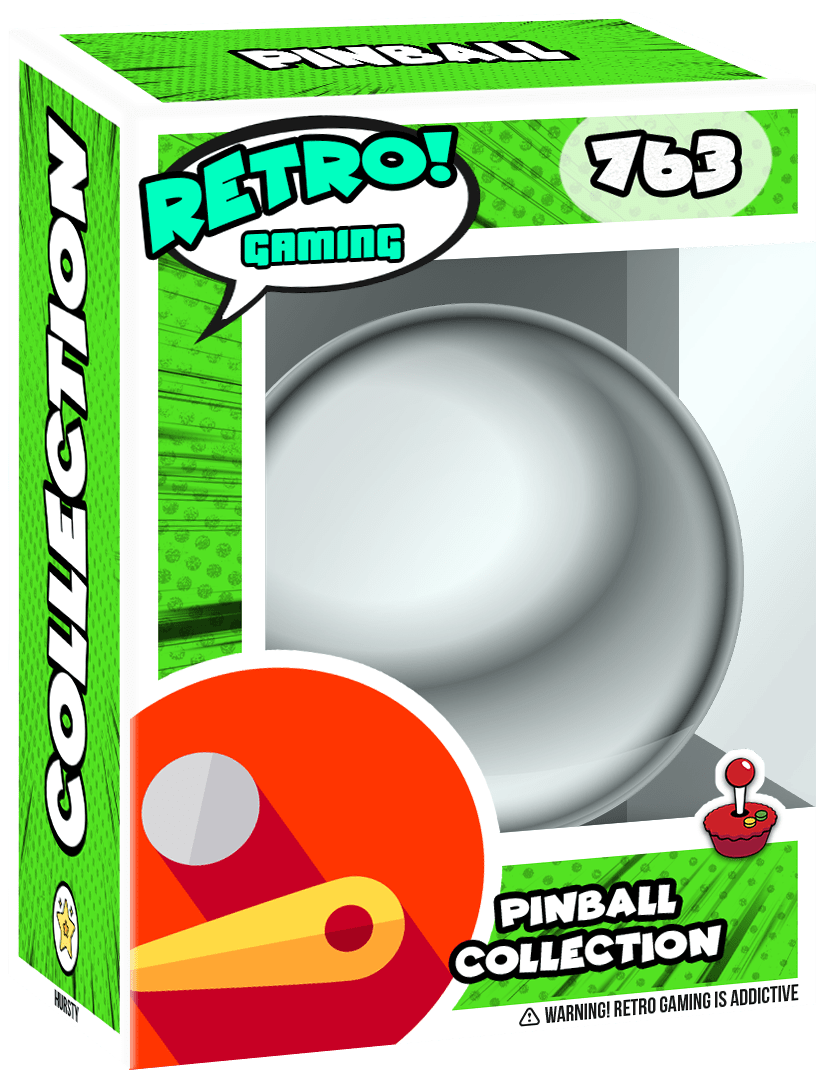 PINBALL
RETRO!
GAMING
763
COLLECTION
PINBALL
COLLECTION
WARNING! RETRO GAMING IS ADDICTIVE
HURSTY